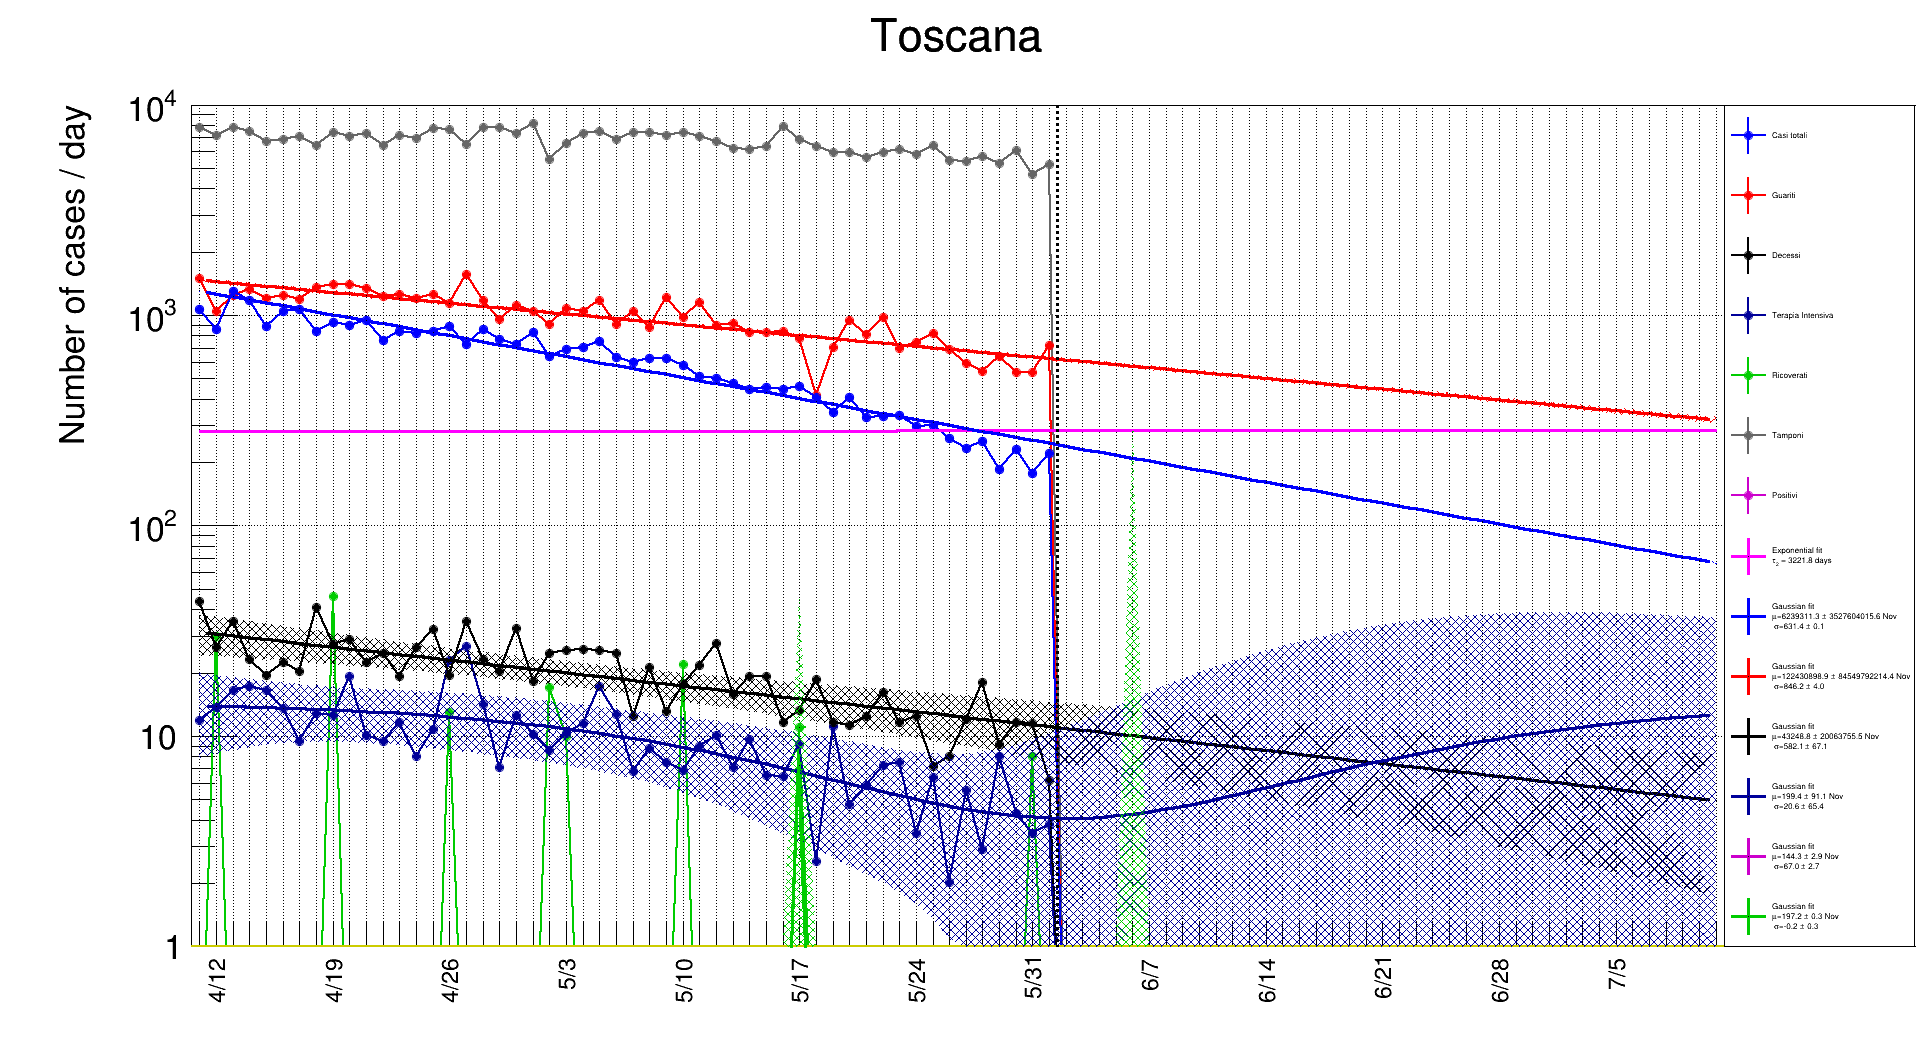 Toscana
Number of cases / day
10^4
10^3
10^2
10
1
4/12
4/19
4/26
5/3
5/10
5/17
5/24
5/31
6/7
6/14
6/21
6/28
7/5
Casi totali
Guariti
Decessi
Terapia Intensiva
Ricoverati
Tamponi
Positivi
Exponential fit
τ₂ = 3221.8 days
Gaussian fit
μ=6239311.3 ± 3527604015.6 Nov
σ=631.4 ± 0.1
Gaussian fit
μ=122430898.9 ± 84549792214.4 Nov
σ=846.2 ± 4.0
Gaussian fit
μ=43248.8 ± 20063755.5 Nov
σ=582.1 ± 67.1
Gaussian fit
μ=199.4 ± 91.1 Nov
σ=20.6 ± 65.4
Gaussian fit
μ=144.3 ± 2.9 Nov
σ=67.0 ± 2.7
Gaussian fit
μ=197.2 ± 0.3 Nov
σ=-0.2 ± 0.3